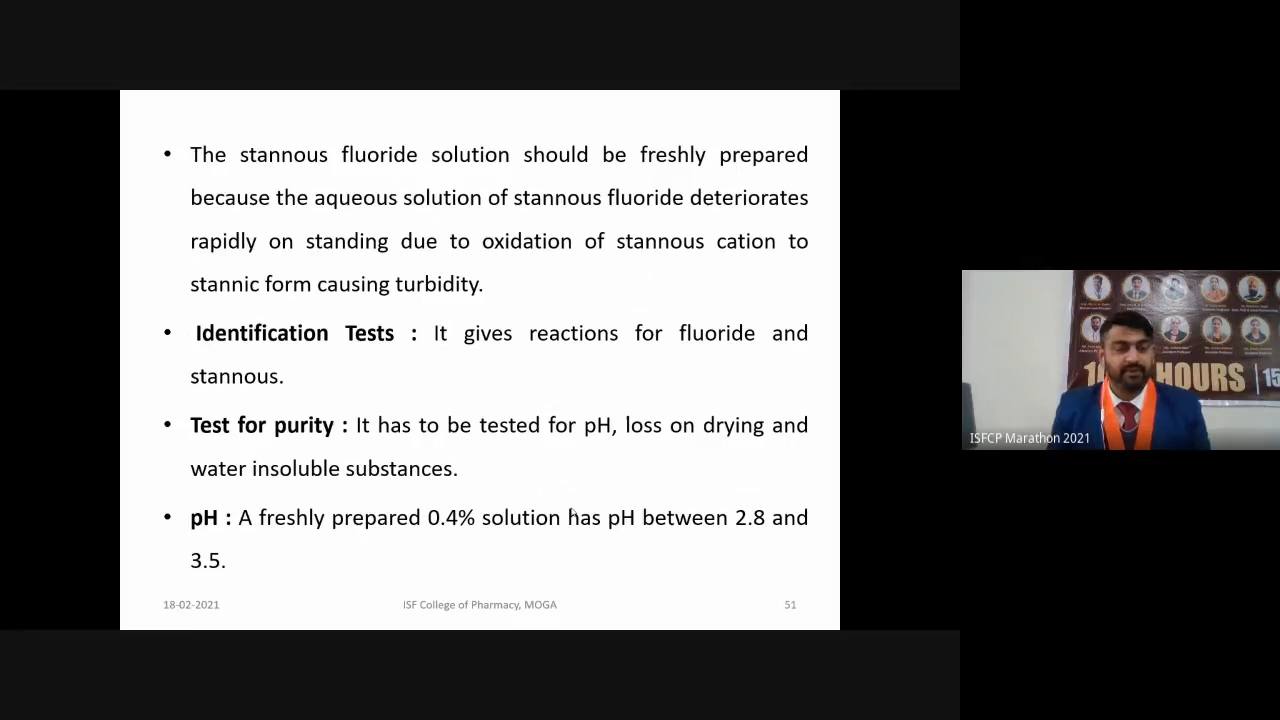 • The stannous fluoride solution should be freshly prepared
because the aqueous solution of stannous fluoride deteriorates
rapidly on standing due to oxidation of stannous cation to
stannic form causing turbidity.
• Identification Tests : It gives reactions for fluoride and
stannous.
• Test for purity : It has to be tested for pH, loss on drying and
water insoluble substances.
• pH : A freshly prepared 0.4% solution has pH between 2.8 and
3.5.
18-02-2021 ISF College of Pharmacy, MOGA 51
HOURS 15
ISFCP Marathon 2021